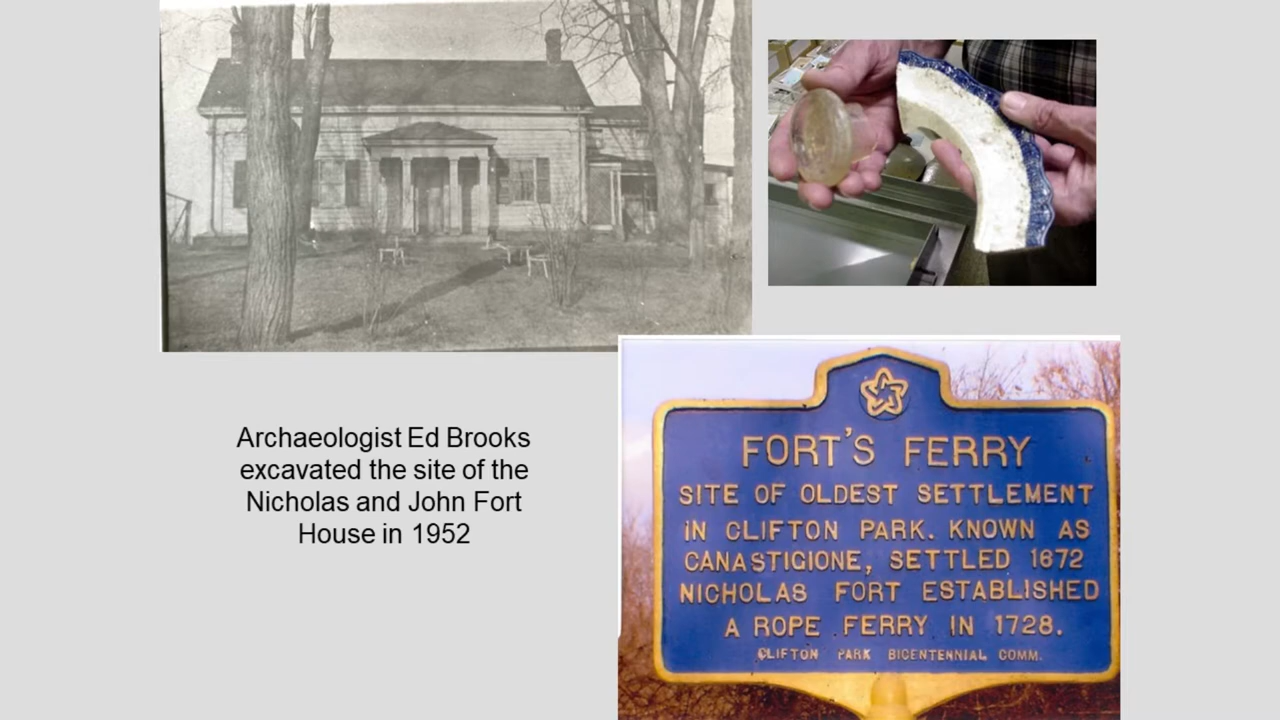 Archaeologist Ed Brooks
excavated the site of the
Nicholas and John Fort
House in 1952
FORT'S FERRY
SITE OF OLDEST SETTLEMENT
IN CLIFTON PARK. KNOWN AS
CANASTIGIONE, SETTLED 1672
NICHOLAS FORT ESTABLISHED
A ROPE FERRY IN 1728.
CLIFTON PARK BICENTENNIAL COMM.